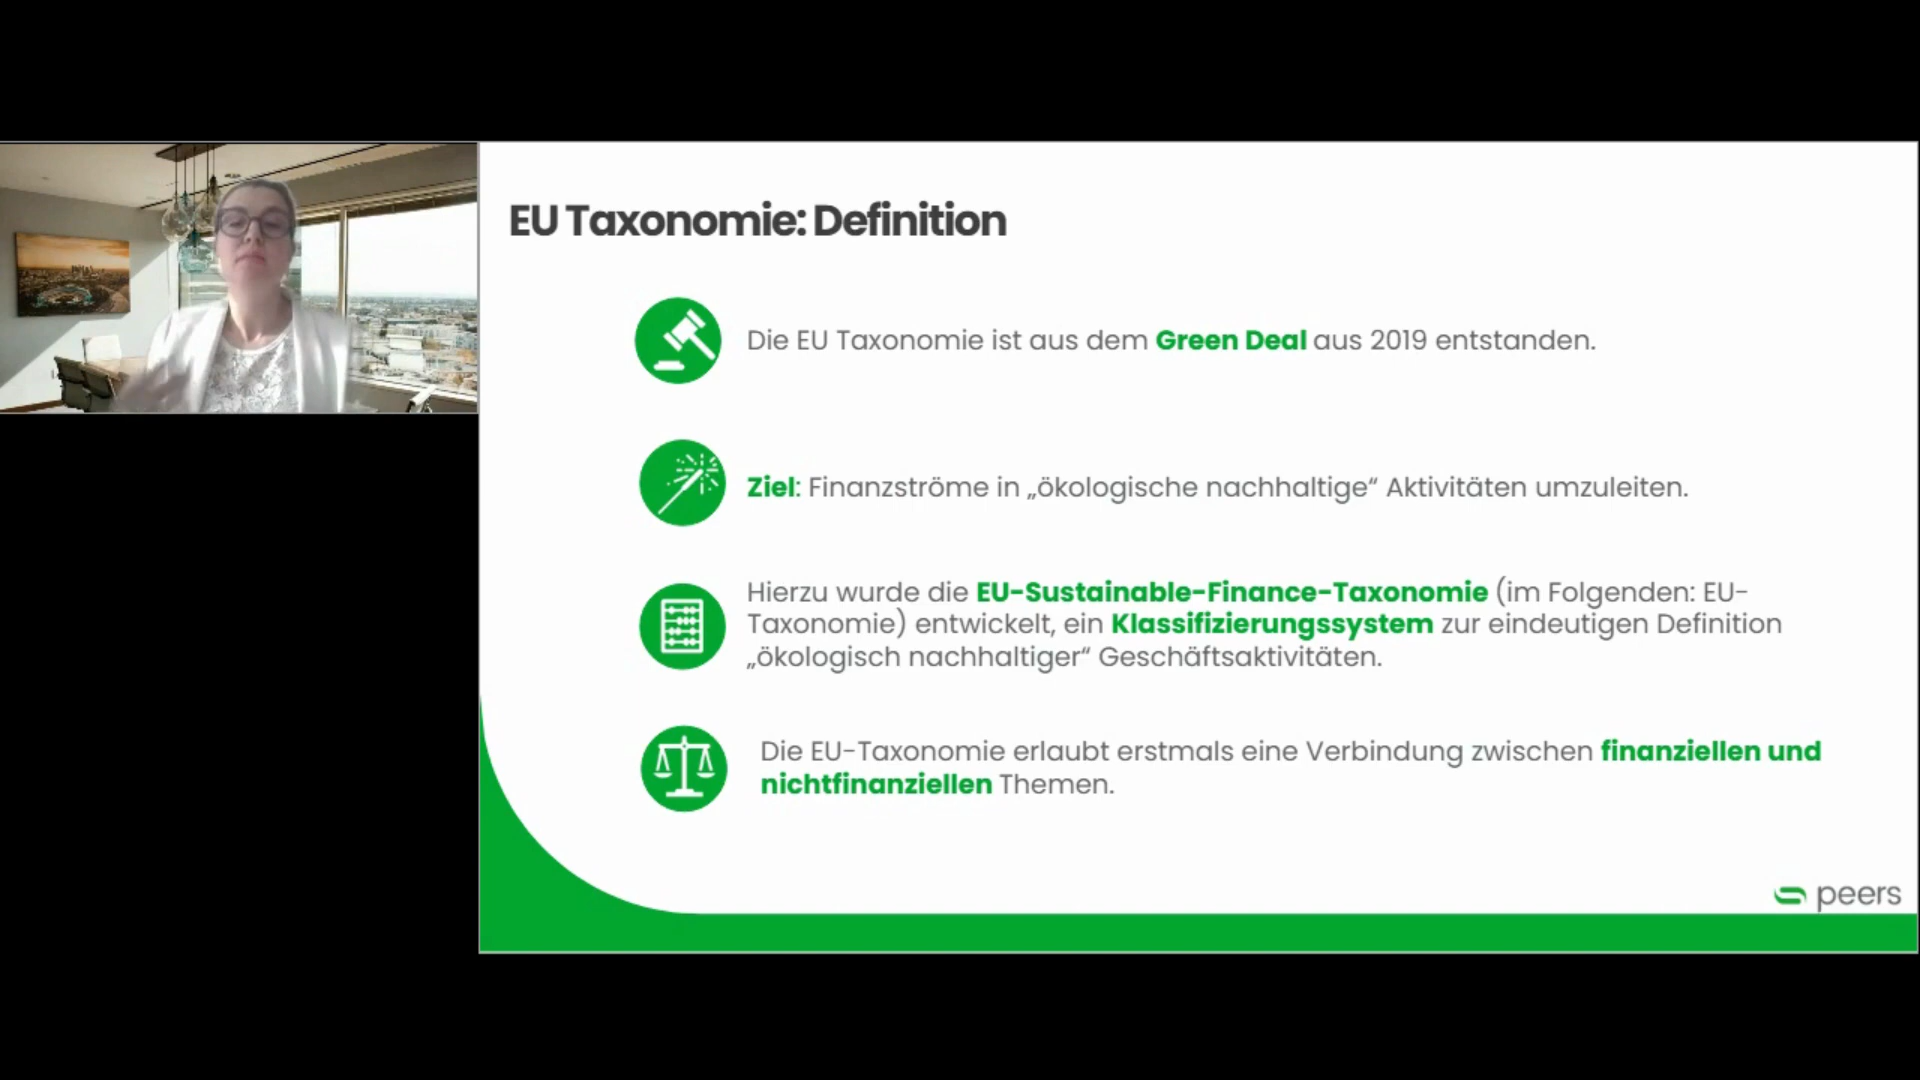 EU Taxonomie: Definition
Die EU Taxonomie ist aus dem Green Deal aus 2019 entstanden.
Ziel: Finanzströme in „ökologische nachhaltige“ Aktivitäten umzuleiten.
Hierzu wurde die EU-Sustainable-Finance-Taxonomie (im Folgenden: EU-
Taxonomie) entwickelt, ein Klassifizierungssystem zur eindeutigen Definition
„ökologisch nachhaltiger“ Geschäftsaktivitäten.
Die EU-Taxonomie erlaubt erstmals eine Verbindung zwischen finanziellen und
nichtfinanziellen Themen.
peers